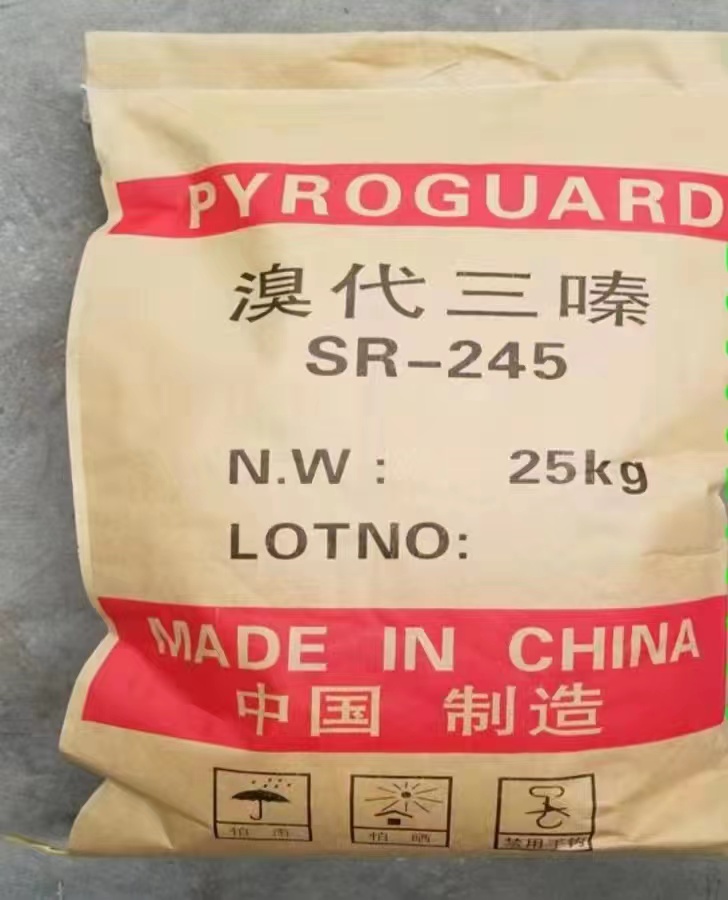 PYROGUARD
溴代三嗪
SR-245
N.W : 25kg
LOTNO:
MADE IN CHINA
中国 制造
怕 雨
怕 晒
禁用手钩